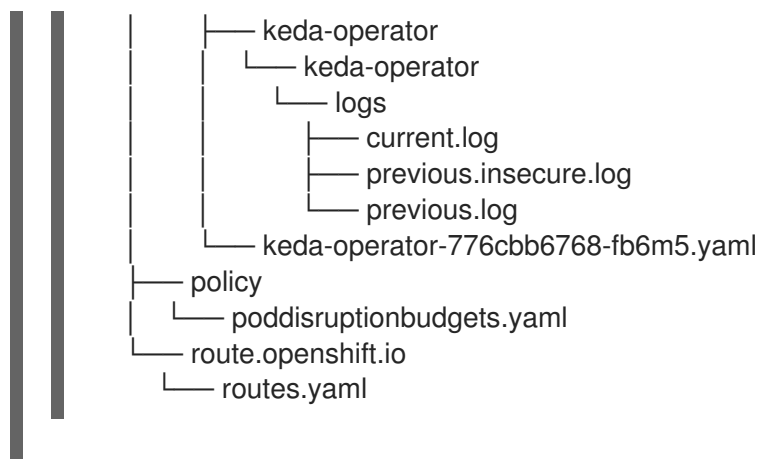 │       ├── keda-operator
│       │   └── keda-operator
│       │       └── logs
│       │           ├── current.log
│       │           ├── previous.insecure.log
│       │           └── previous.log
│       └── keda-operator-776cbb6768-fb6m5.yaml
├── policy
│   └── poddisruptionbudgets.yaml
└── route.openshift.io
    └── routes.yaml